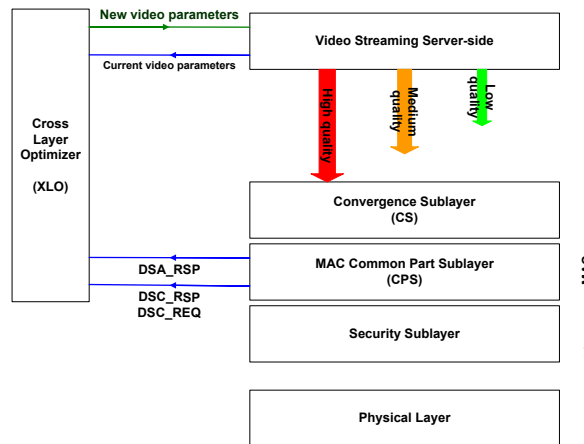 New video parameters
Current video parameters
Video Streaming Server-side
High quality
Medium
quality
Low
quality
Cross
Layer
Optimizer
(XLO)
Convergence Sublayer
(CS)
DSA_RSP
MAC Common Part Sublayer
(CPS)
DSC_RSP
DSC_REQ
Security Sublayer
Physical Layer